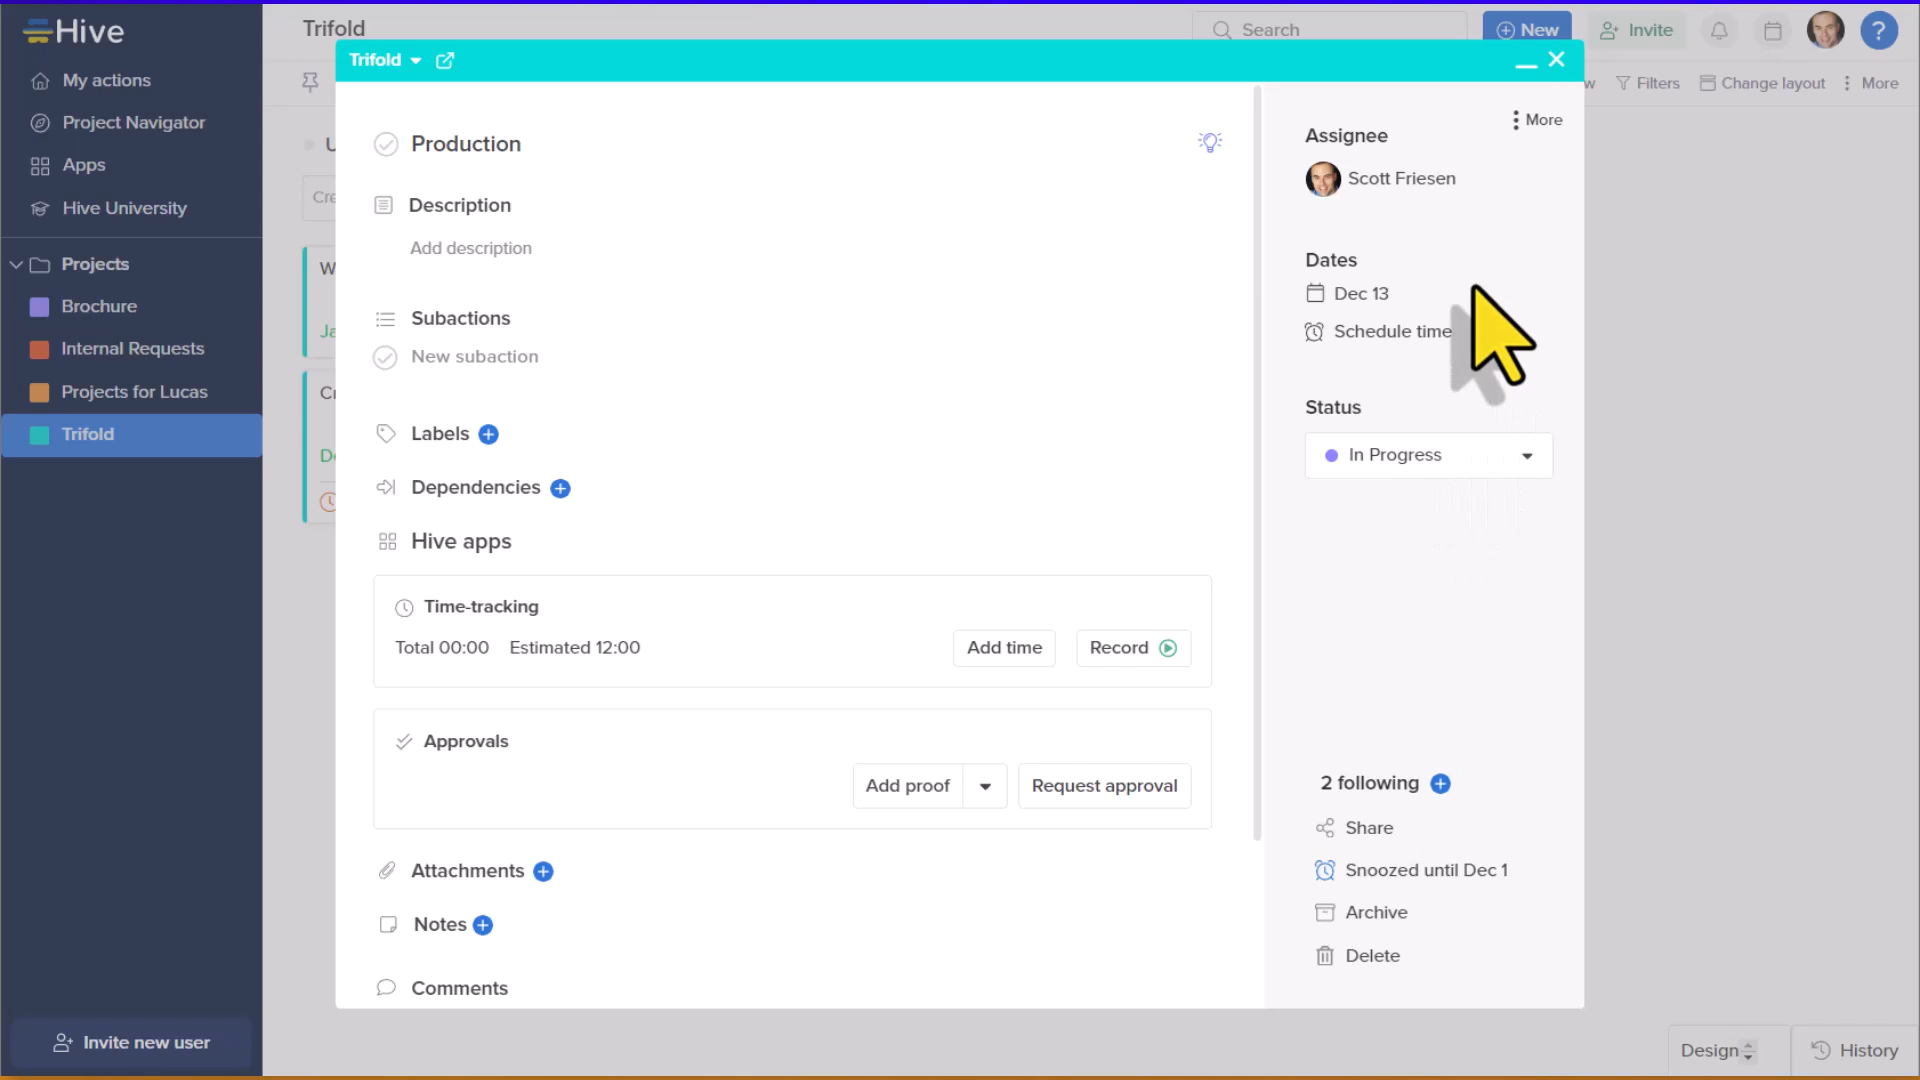 Hive
My actions
Project Navigator
Apps
Hive University
Projects
Brochure
Internal Requests
Projects for Lucas
Trifold
Invite new user
Trifold
Search
New
Invite
?
Filters
Change layout
More
Trifold
Production
Description
Add description
Subactions
New subaction
Labels
Dependencies
Hive apps
Time-tracking
Total 00:00 Estimated 12:00
Add time
Record
Approvals
Add proof
Request approval
Attachments
Notes
Comments
More
Assignee
Scott Friesen
Dates
Dec 13
Schedule time
Status
In Progress
2 following
Share
Snoozed until Dec 1
Archive
Delete
Design
History